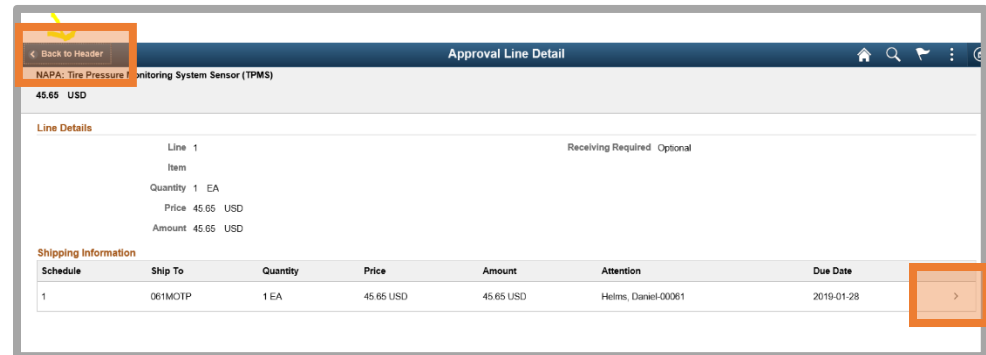 Back to Header
Approval Line Detail
NAPA: Tire Pressure Monitoring System Sensor (TPMS)
45.65 USD
Line Details
Line 1
Receiving Required Optional
Item
Quantity 1 EA
Price 45.65 USD
Amount 45.65 USD
Shipping Information
Schedule Ship To Quantity Price Amount Attention Due Date
1 061MOTP 1 EA 45.65 USD 45.65 USD Helms, Daniel-00061 2019-01-28